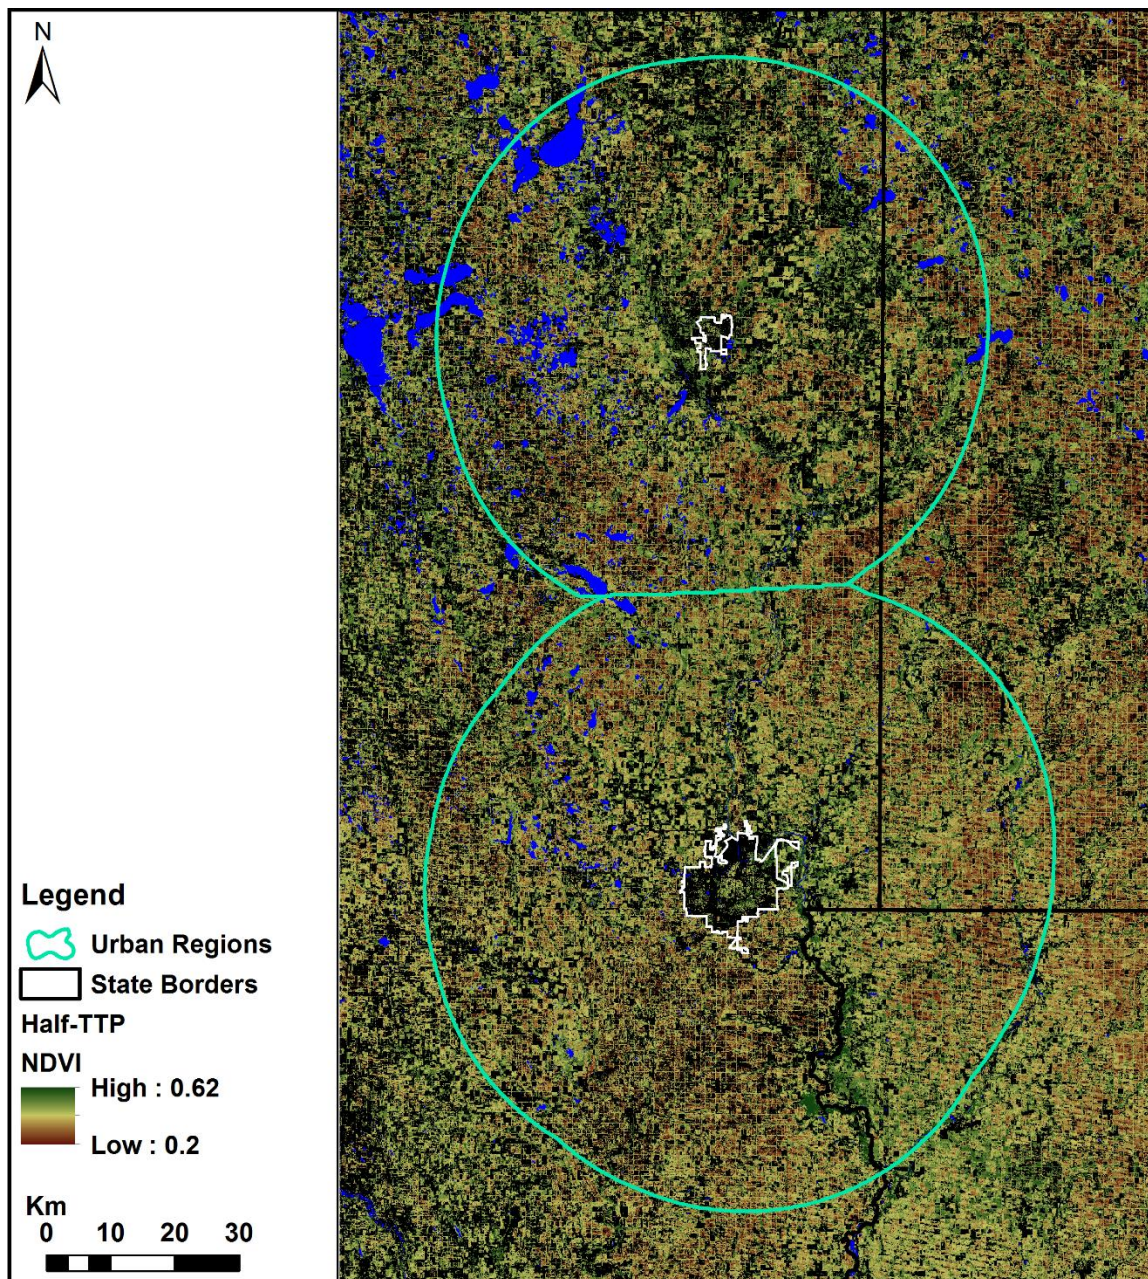 N
Legend
Urban Regions
State Borders
Half-TTP
NDVI
High : 0.62
Low : 0.2
Km
0 10 20 30